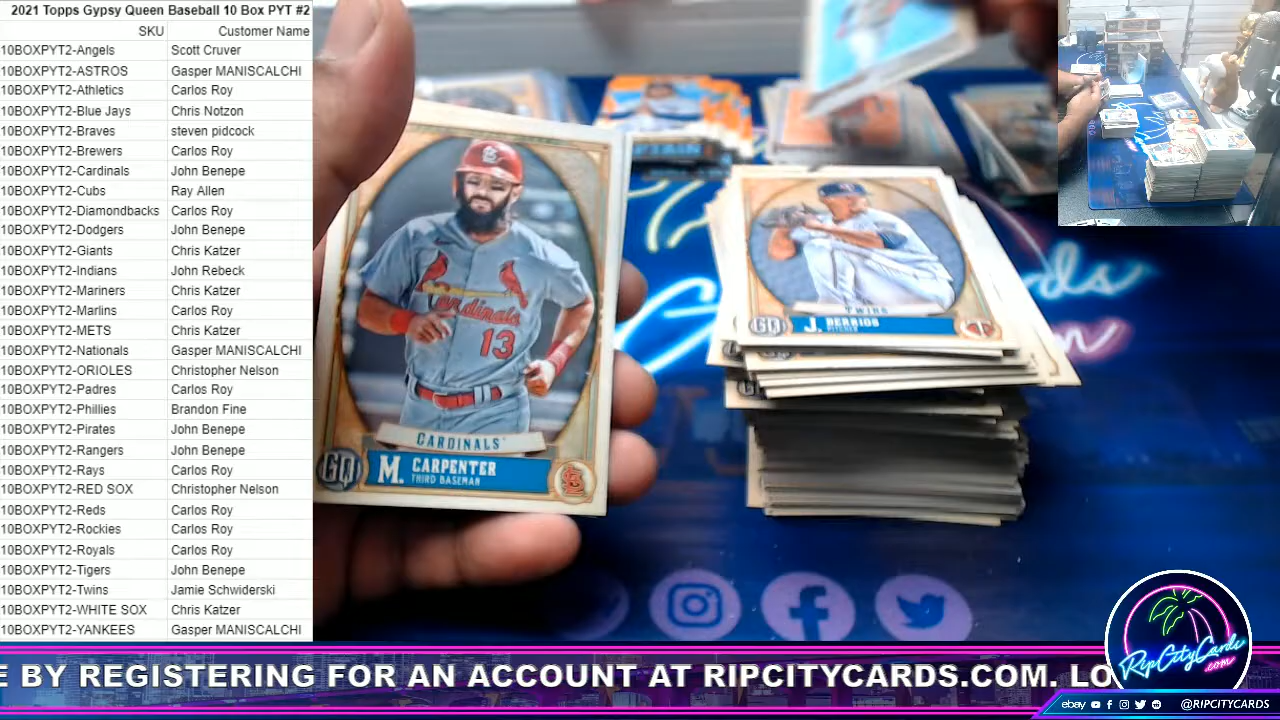 2021 Topps Gypsy Queen Baseball 10 Box PYT #2
SKU Customer Name
10BOXPYT2-Angels Scott Cruver
10BOXPYT2-ASTROS Gasper MANISCALCHI
10BOXPYT2-Athletics Carlos Roy
10BOXPYT2-Blue Jays Chris Notzon
10BOXPYT2-Braves steven pidcock
10BOXPYT2-Brewers Carlos Roy
10BOXPYT2-Cardinals John Benepe
10BOXPYT2-Cubs Ray Allen
10BOXPYT2-Diamondbacks Carlos Roy
10BOXPYT2-Dodgers John Benepe
10BOXPYT2-Giants Chris Katzer
10BOXPYT2-Indians John Rebeck
10BOXPYT2-Mariners Chris Katzer
10BOXPYT2-Marlins Carlos Roy
10BOXPYT2-METS Chris Katzer
10BOXPYT2-Nationals Gasper MANISCALCHI
10BOXPYT2-ORIOLES Christopher Nelson
10BOXPYT2-Padres Carlos Roy
10BOXPYT2-Phillies Brandon Fine
10BOXPYT2-Pirates John Benepe
10BOXPYT2-Rangers John Benepe
10BOXPYT2-Rays Carlos Roy
10BOXPYT2-RED SOX Christopher Nelson
10BOXPYT2-Reds Carlos Roy
10BOXPYT2-Rockies Carlos Roy
10BOXPYT2-Royals Carlos Roy
10BOXPYT2-Tigers John Benepe
10BOXPYT2-Twins Jamie Schwiderski
10BOXPYT2-WHITE SOX Chris Katzer
10BOXPYT2-YANKEES Gasper MANISCALCHI
Cardinals
13
CARDINALS
GQ M. CARPENTER
THIRD BASEMAN
TWINS
GQ J. BERRIOS
PITCHER
E BY REGISTERING FOR AN ACCOUNT AT RIPCITYCARDS.COM. LO
RipCityCards
.com
ebay @RIPCITYCARDS